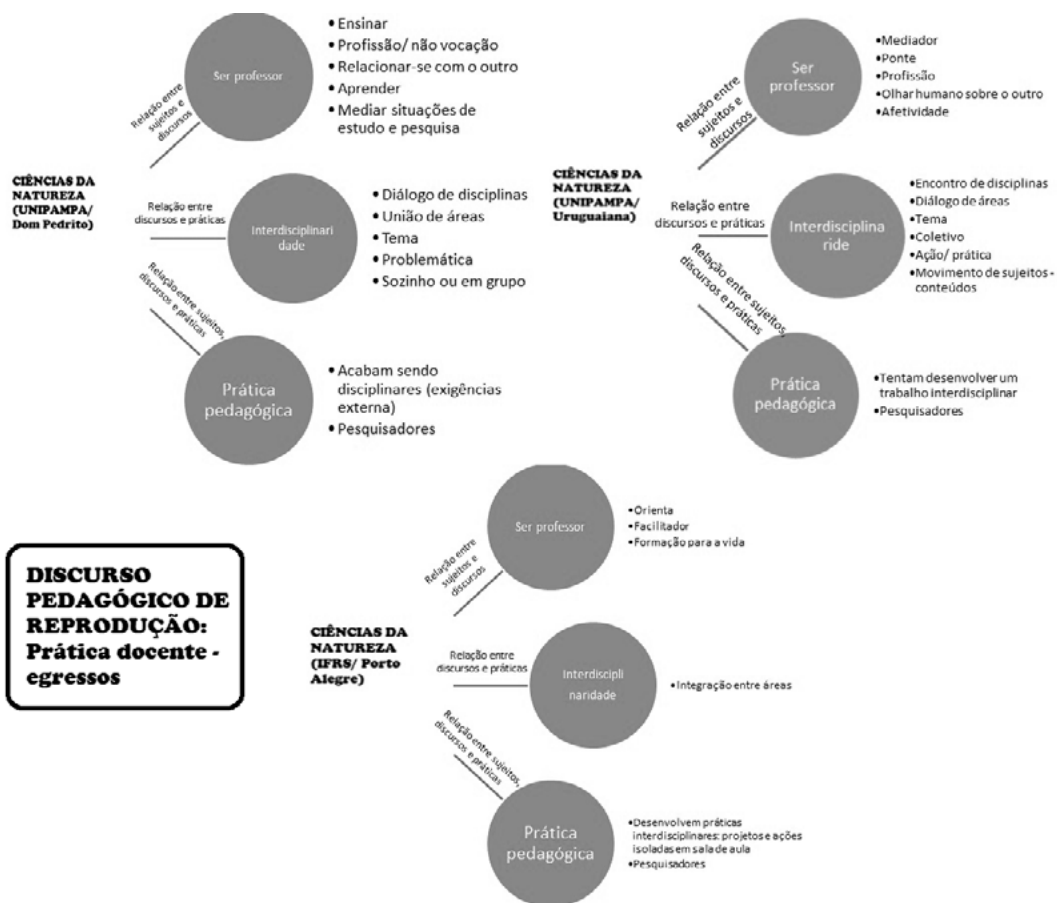 Ser professor
• Ensinar
• Profissão/ não vocação
• Relacionar-se com o outro
• Aprender
• Mediar situações de
estudo e pesquisa
Relação entre
sujeitos e
discursos
CIÊNCIAS DA
NATUREZA
(UNIPAMPA/
Dom Pedrito)
Relação entre
discursos e práticas
Interdisciplinari
dade
• Diálogo de disciplinas
• União de áreas
• Tema
• Problemática
• Sozinho ou em grupo
Relação entre sujeitos,
discursos e práticas
Prática
pedagógica
• Acabam sendo
disciplinares (exigências
externa)
• Pesquisadores
Ser
professor
• Mediador
• Ponte
• Profissão
• Olhar humano sobre o outro
• Afetividade
Relação entre
sujeitos e
discursos
CIÊNCIAS DA
NATUREZA
(UNIPAMPA/
Uruguaiana)
Relação entre
discursos e práticas
Interdisciplina
ride
• Encontro de disciplinas
• Diálogo de áreas
• Tema
• Coletivo
• Ação/ prática
• Movimento de sujeitos -
conteúdos
Relação entre sujeitos,
discursos e práticas
Prática
pedagógica
• Tentam desenvolver um
trabalho interdisciplinar
• Pesquisadores
DISCURSO
PEDAGÓGICO DE
REPRODUÇÃO:
Prática docente -
egressos
Ser professor
• Orienta
• Facilitador
• Formação para a vida
Relação entre
sujeitos e
discursos
CIÊNCIAS DA
NATUREZA
(IFRS/ Porto
Alegre)
Relação entre
discursos e práticas
Interdiscipli
naridade
• Integração entre áreas
Relação entre sujeitos,
discursos e práticas
Prática
pedagógica
• Desenvolvem práticas
interdisciplinares: projetos e ações
isoladas em sala de aula
• Pesquisadores